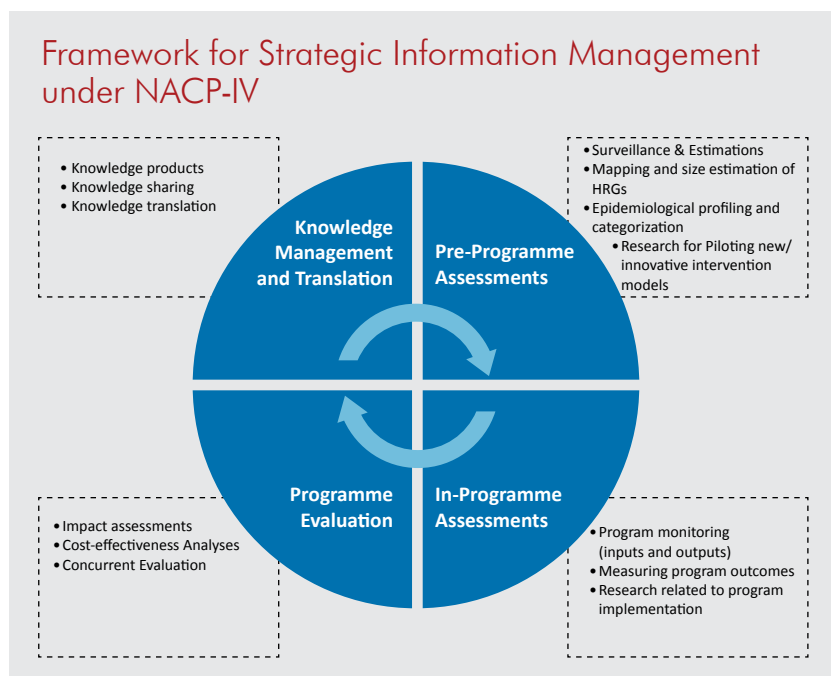 Framework for Strategic Information Management
under NACP-IV
• Knowledge products
• Knowledge sharing
• Knowledge translation
• Surveillance & Estimations
• Mapping and size estimation of
HRGs
• Epidemiological profiling and
categorization
• Research for Piloting new/
innovative intervention
models
Knowledge
Management
and Translation
Pre-Programme
Assessments
Programme
Evaluation
In-Programme
Assessments
• Impact assessments
• Cost-effectiveness Analyses
• Concurrent Evaluation
• Program monitoring
(inputs and outputs)
• Measuring program outcomes
• Research related to program
implementation